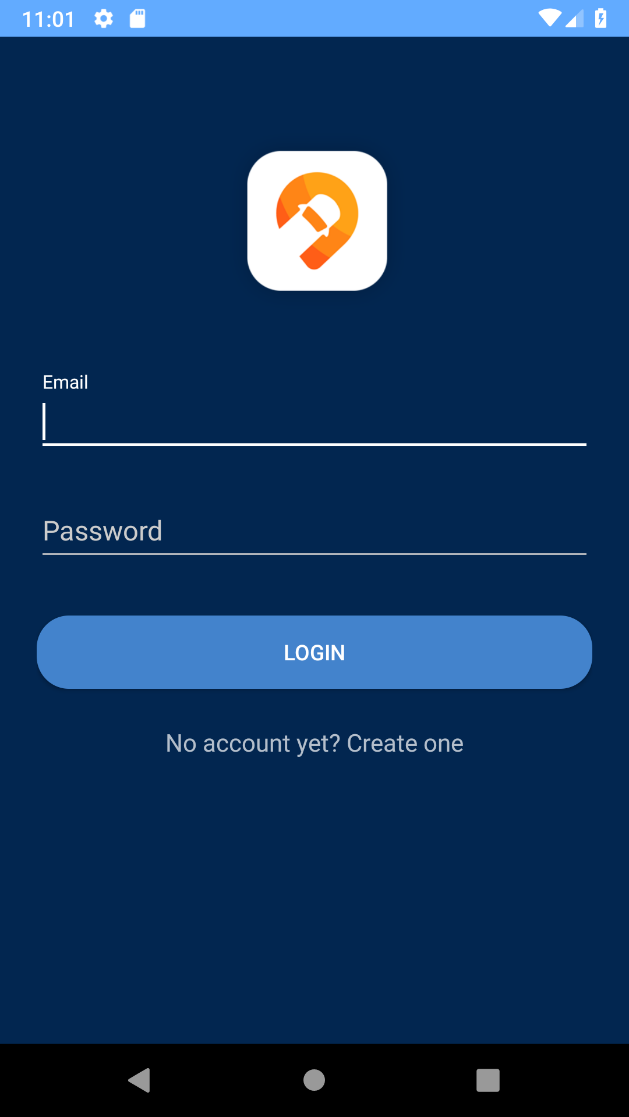 11:01
Email
Password
LOGIN
No account yet? Create one